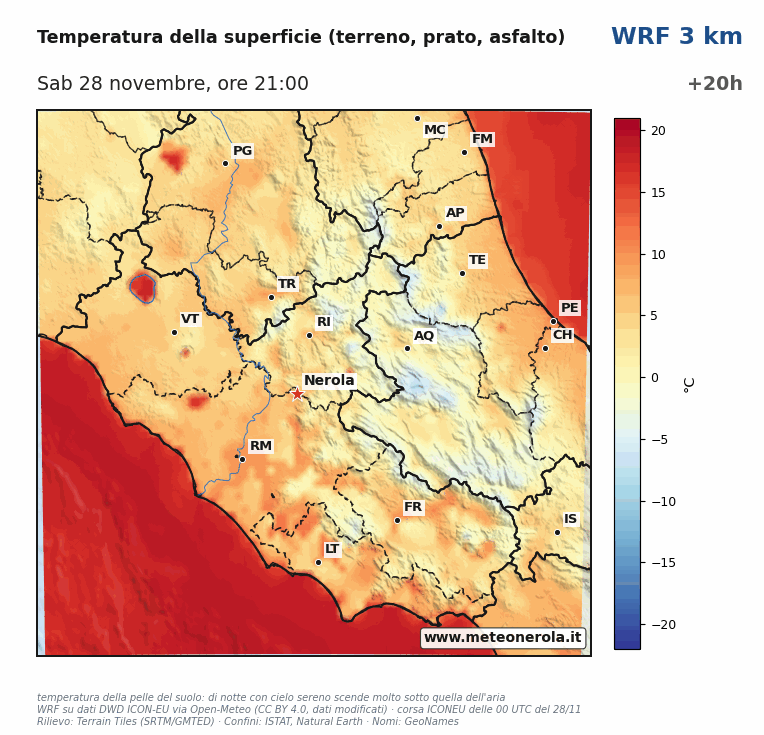 Temperatura della superficie (terreno, prato, asfalto)
WRF 3 km
Sab 28 novembre, ore 21:00
+20h
MC
FM
PG
AP
TE
TR
PE
VT
RI
AQ
CH
Nerola
RM
FR
IS
LT
www.meteonerola.it
20
15
10
5
0
−5
−10
−15
−20
°C
temperatura della pelle del suolo: di notte con cielo sereno scende molto sotto quella dell'aria
WRF su dati DWD ICON-EU via Open-Meteo (CC BY 4.0, dati modificati) · corsa ICONEU delle 00 UTC del 28/11
Rilievo: Terrain Tiles (SRTM/GMTED) · Confini: ISTAT, Natural Earth · Nomi: GeoNames